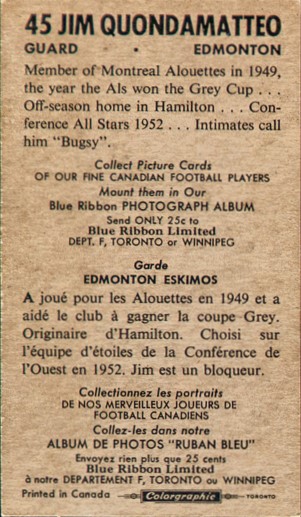 45 JIM QUONDAMATTEO
GUARD • EDMONTON
Member of Montreal Alouettes in 1949,
the year the Als won the Grey Cup . . .
Off-season home in Hamilton . . . Con-
ference All Stars 1952 . . . Intimates call
him “Bugsy”.
Collect Picture Cards
OF OUR FINE CANADIAN FOOTBALL PLAYERS
Mount them in Our
Blue Ribbon PHOTOGRAPH ALBUM
Send ONLY 25c to
Blue Ribbon Limited
DEPT. F, TORONTO or WINNIPEG
Garde
EDMONTON ESKIMOS
A joué pour les Alouettes en 1949 et a
aidé le club à gagner la coupe Grey.
Originaire d’Hamilton. Choisi sur
l’équipe d’étoiles de la Conférence de
l’Ouest en 1952. Jim est un bloqueur.
Collectionnez les portraits
DE NOS MERVEILLEUX JOUEURS DE
FOOTBALL CANADIENS
Collez-les dans notre
ALBUM DE PHOTOS “RUBAN BLEU”
Envoyez rien plus que 25 cents
Blue Ribbon Limited
à notre DEPARTEMENT F, TORONTO ou WINNIPEG
Printed in Canada Colorgraphic TORONTO